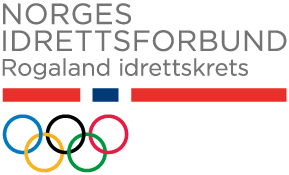 NORGES
IDRETTSFORBUND
Rogaland idrettskrets